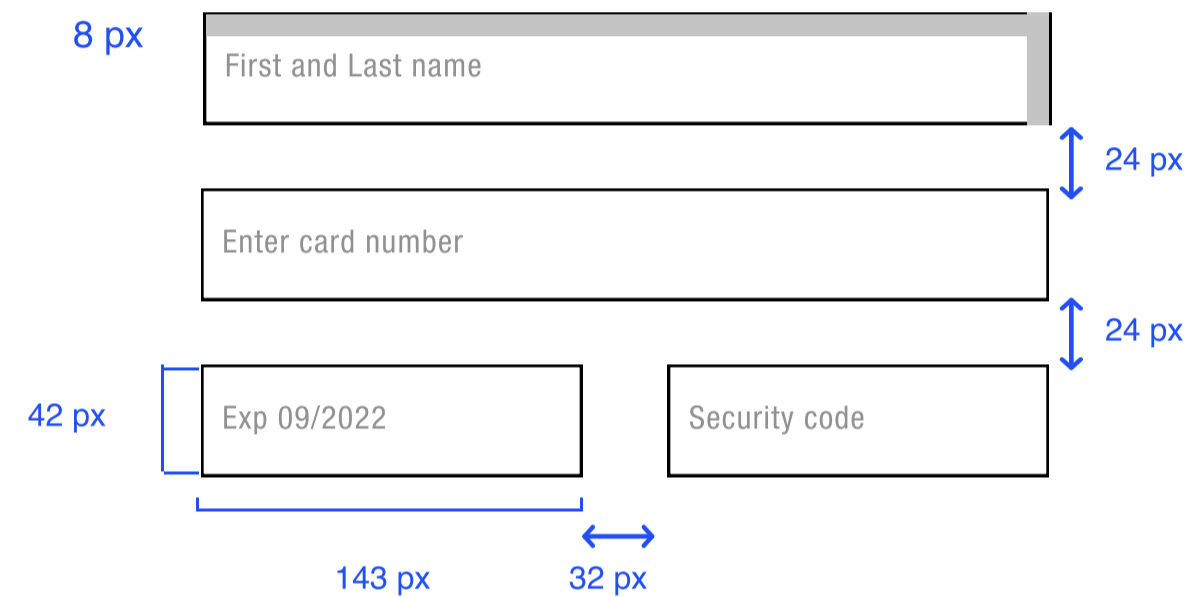 8 px
First and Last name
24 px
Enter card number
24 px
42 px
Exp 09/2022
Security code
143 px
32 px